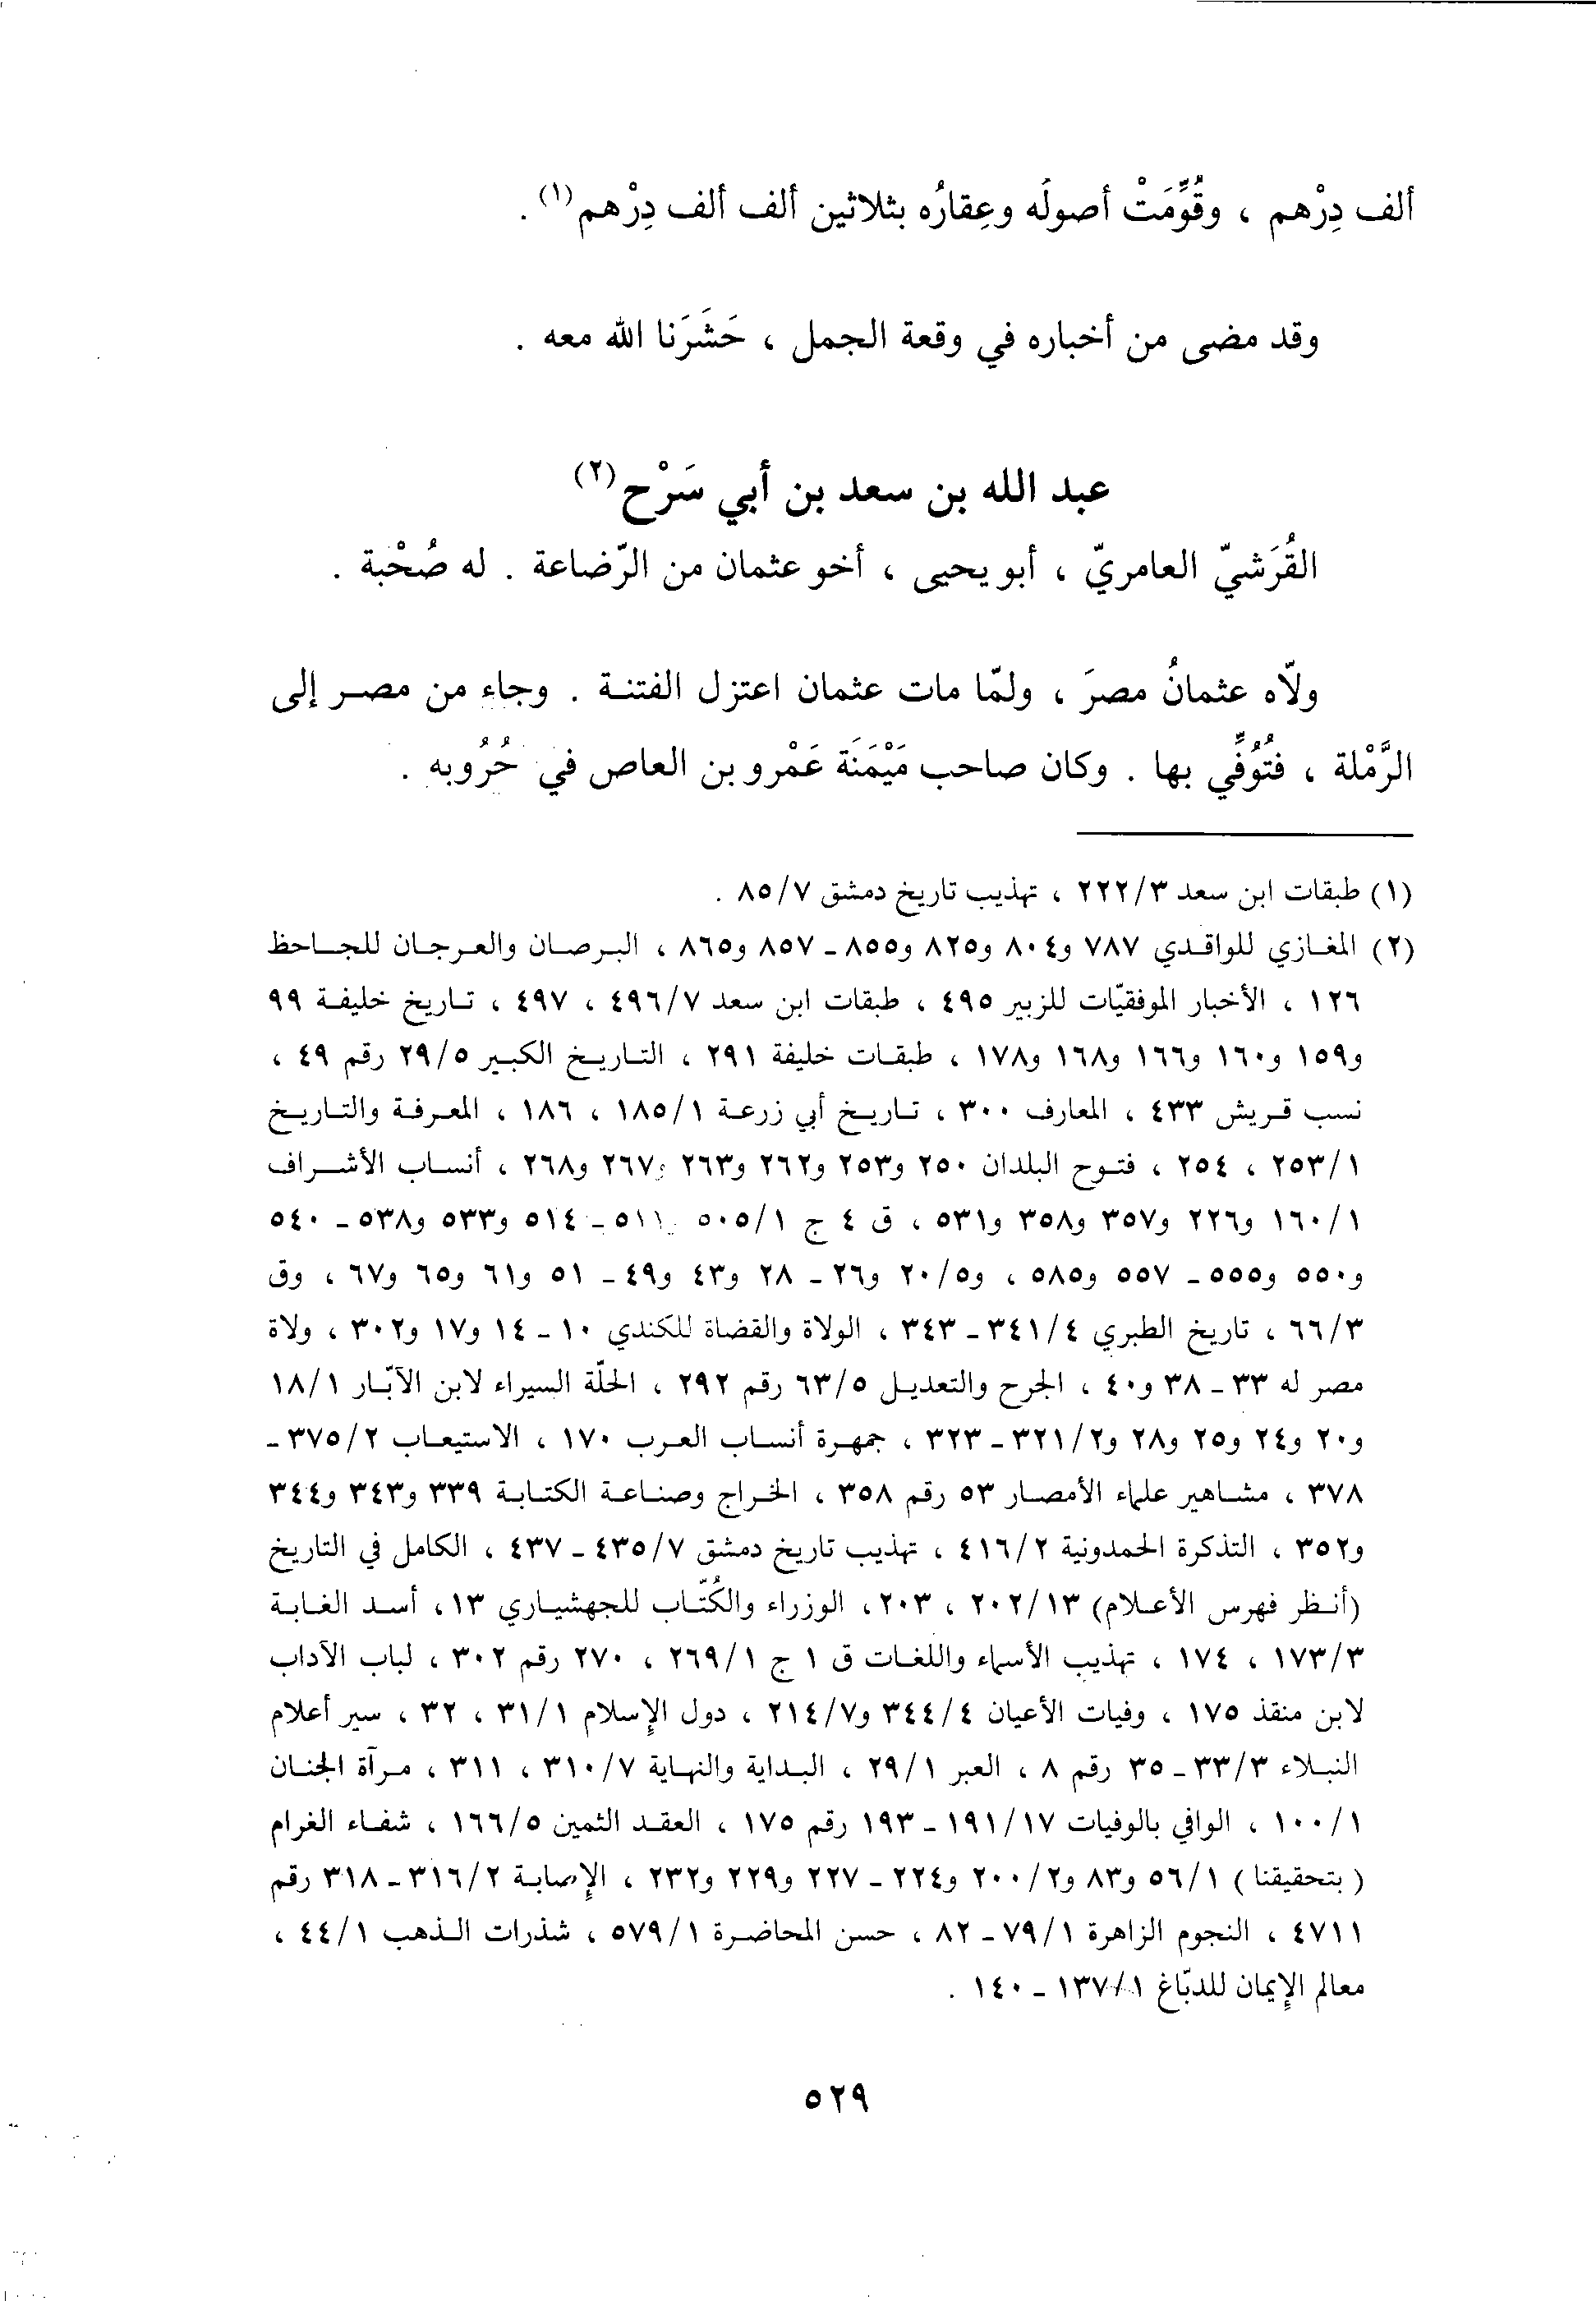 ألف دِرْهم ، وقُوِّمَتْ أصولُه وعِقارُه بثلاثين ألف ألف دِرْهم(١) .
وقد مضى من أخباره في وقعة الجمل ، حَشَرَنا الله معه .
عبد الله بن سعد بن أبي سَرْح(٢)
القُرَشيّ العامريّ ، أبو يحيى ، أخو عثمان من الرّضاعة . له صُحْبة .
ولّاه عثمانُ مصرَ ، ولمّا مات عثمان اعتزل الفتنة . وجاء من مصر إلى
الرَّمْلة ، فتُوُفِّي بها . وكان صاحب مَيْمَنَة عَمْرو بن العاص في حُرُوبه .
(١) طبقات ابن سعد ٢٢٢/٣ ، تهذيب تاريخ دمشق ٨٥/٧ .
(٢) المغازي للواقدي ٧٨٧ و٨٠٤ و٨٢٥ و٨٥٥ ـ ٨٥٧ و٨٦٥ ، البرصان والعرجان للجاحظ
١٢٦ ، الأخبار الموفقيّات للزبير ٤٩٥ ، طبقات ابن سعد ٤٩٦/٧ ، ٤٩٧ ، تاريخ خليفة ٩٩
و١٥٩ و١٦٠ و١٦٦ و١٦٨ و١٧٨ ، طبقات خليفة ٢٩١ ، التاريخ الكبير ٢٩/٥ رقم ٤٩ ،
نسب قريش ٤٣٣ ، المعارف ٣٠٠ ، تاريخ أبي زرعة ١٨٥/١ ، ١٨٦ ، المعرفة والتاريخ
٢٥٣/١ ، ٢٥٤ ، فتوح البلدان ٢٥٠ و٢٥٣ و٢٦٢ و٢٦٣ و٢٦٧ و٢٦٨ ، أنساب الأشراف
١٦٠/١ و٢٢٦ و٣٥٧ و٣٥٨ و٥٣١ ، ق ٤ ج ٥٠٥/١ ٥١١ ـ ٥١٤ و٥٣٣ و٥٣٨ ـ ٥٤٠
و٥٥٠ و٥٥٥ ـ ٥٥٧ و٥٨٥ ، و٢٠/٥ و٢٦ ـ ٢٨ و٤٣ و٤٩ ـ ٥١ و٦١ و٦٥ و٦٧ ، وق
٦٦/٣ ، تاريخ الطبري ٣٤١/٤ ـ ٣٤٣ ، الولاة والقضاة للكندي ١٠ ـ ١٤ و١٧ و٣٠٢ ، ولاة
مصر له ٣٣ ـ ٣٨ و٤٠ ، الجرح والتعديل ٦٣/٥ رقم ٢٩٢ ، الحلّة السيراء لابن الآبّار ١٨/١
و٢٠ و٢٤ و٢٥ و٢٨ و٣٢١/٢ ـ ٣٢٣ ، جمهرة أنساب العرب ١٧٠ ، الاستيعاب ٣٧٥/٢ ـ
٣٧٨ ، مشاهير علماء الأمصار ٥٣ رقم ٣٥٨ ، الخراج وصناعة الكتابة ٣٣٩ و٣٤٣ و٣٤٤
و٣٥٢ ، التذكرة الحمدونية ٤١٦/٢ ، تهذيب تاريخ دمشق ٤٣٥/٧ ـ ٤٣٧ ، الكامل في التاريخ
(أنظر فهرس الأعلام) ٢٠٢/١٣ ، ٢٠٣، الوزراء والكُتّاب للجهشياري ١٣، أسد الغابة
١٧٣/٣ ، ١٧٤ ، تهذيب الأسماء واللغات ق ١ ج ٢٦٩/١ ، ٢٧٠ رقم ٣٠٢ ، لباب الآداب
لابن منقذ ١٧٥ ، وفيات الأعيان ٣٤٤/٤ و٢١٤/٧ ، دول الإسلام ٣١/١ ، ٣٢ ، سير أعلام
النبلاء ٣٣/٣ ـ ٣٥ رقم ٨ ، العبر ٢٩/١ ، البداية والنهاية ٣١٠/٧ ، ٣١١ ، مرآة الجنان
١٠٠/١ ، الوافي بالوفيات ١٩١/١٧ ـ ١٩٣ رقم ١٧٥ ، العقد الثمين ١٦٦/٥ ، شفاء الغرام
(بتحقيقنا) ٥٦/١ و٨٣ و٢٠٠/٢ و٢٢٤ ـ ٢٢٧ و٢٢٩ و٢٣٢ ، الإصابة ٣١٦/٢ ـ ٣١٨ رقم
٤٧١١ ، النجوم الزاهرة ٧٩/١ ـ ٨٢ ، حسن المحاضرة ٥٧٩/١ ، شذرات الذهب ٤٤/١ ،
معالم الإيمان للدبّاغ ١٣٧/١ ـ ١٤٠ .
٥٢٩